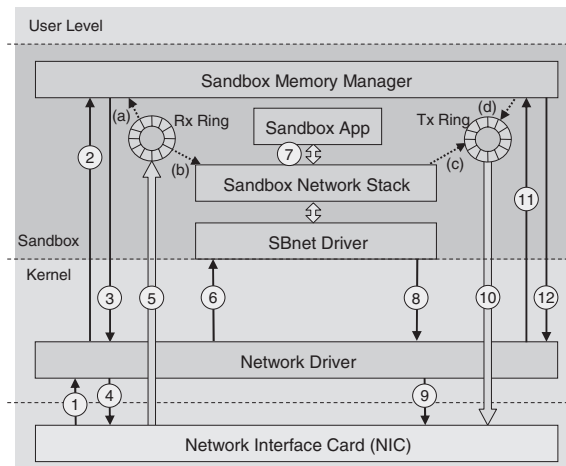 User Level
Sandbox Memory Manager
(a)
Rx Ring
Sandbox App
Tx Ring
(d)
2
7
(b)
(c)
11
Sandbox Network Stack
Sandbox
SBnet Driver
Kernel
3
5
6
8
10
12
Network Driver
1
4
9
Network Interface Card (NIC)